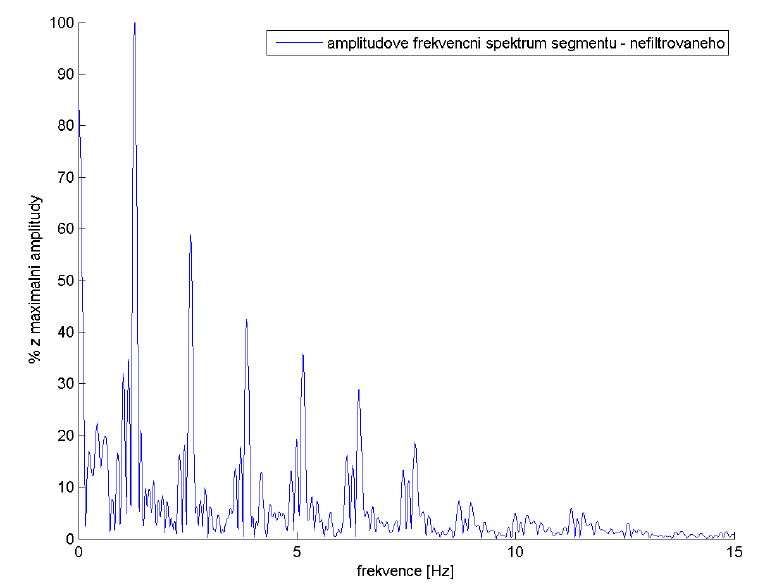 100
amplitudove frekvencni spektrum segmentu - nefiltrovaneho
90
80
70
60
50
40
30
20
10
0
% z maximalni amplitudy
0 5 10 15
frekvence [Hz]